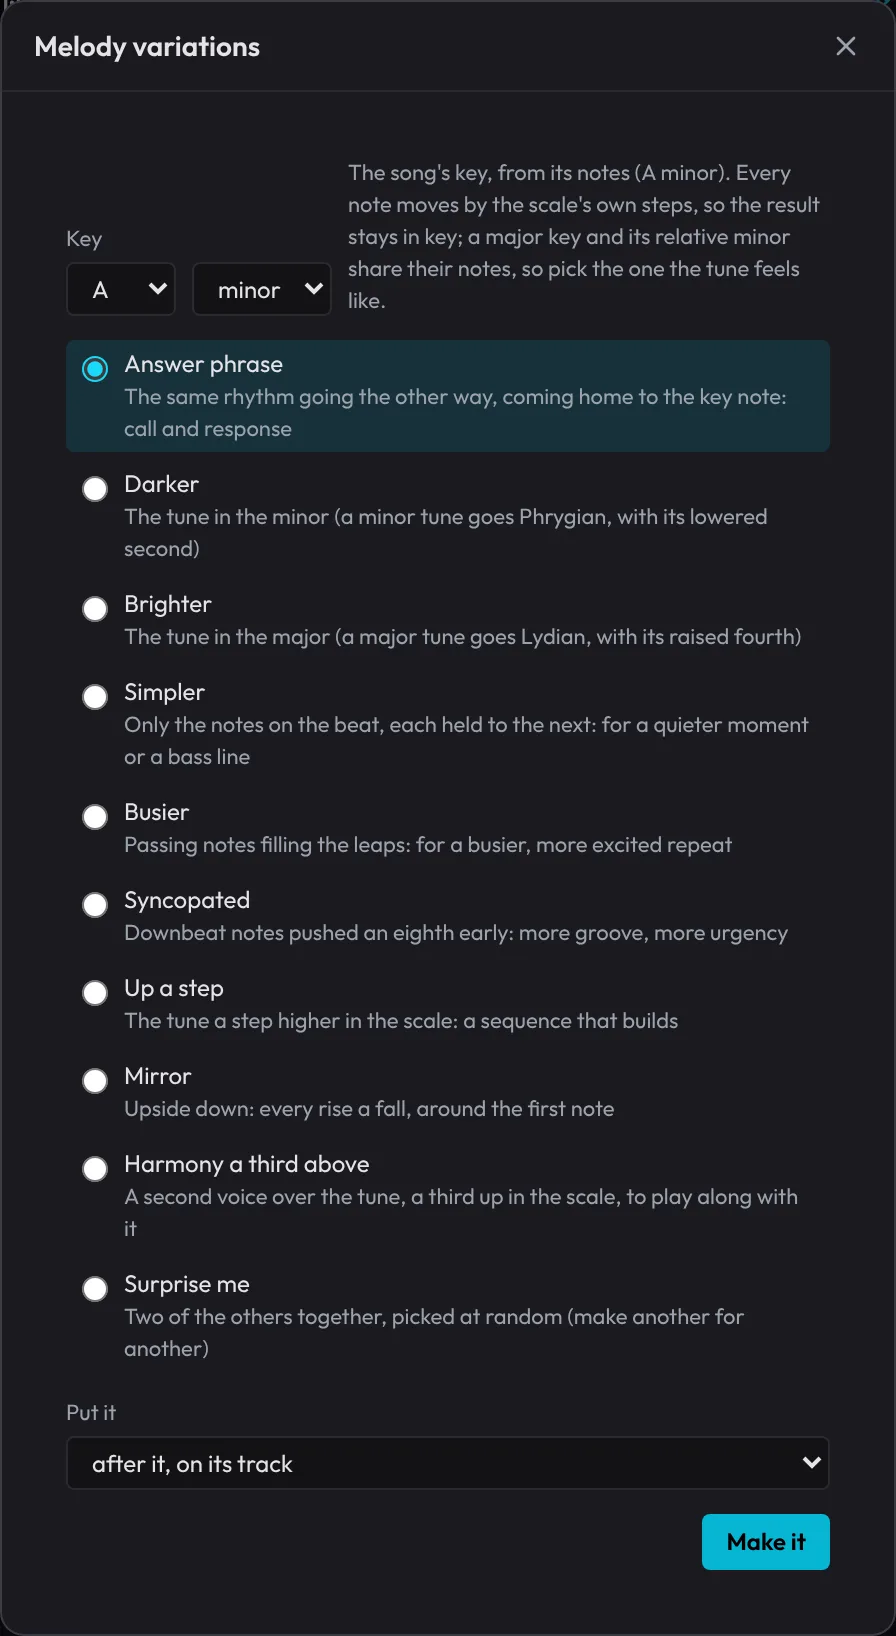 Melody variations
The song's key, from its notes (A minor). Every
note moves by the scale's own steps, so the result
stays in key; a major key and its relative minor
share their notes, so pick the one the tune feels
like.
Key
A
minor
Answer phrase
The same rhythm going the other way, coming home to the key note:
call and response
Darker
The tune in the minor (a minor tune goes Phrygian, with its lowered
second)
Brighter
The tune in the major (a major tune goes Lydian, with its raised fourth)
Simpler
Only the notes on the beat, each held to the next: for a quieter moment
or a bass line
Busier
Passing notes filling the leaps: for a busier, more excited repeat
Syncopated
Downbeat notes pushed an eighth early: more groove, more urgency
Up a step
The tune a step higher in the scale: a sequence that builds
Mirror
Upside down: every rise a fall, around the first note
Harmony a third above
A second voice over the tune, a third up in the scale, to play along with
it
Surprise me
Two of the others together, picked at random (make another for
another)
Put it
after it, on its track
Make it